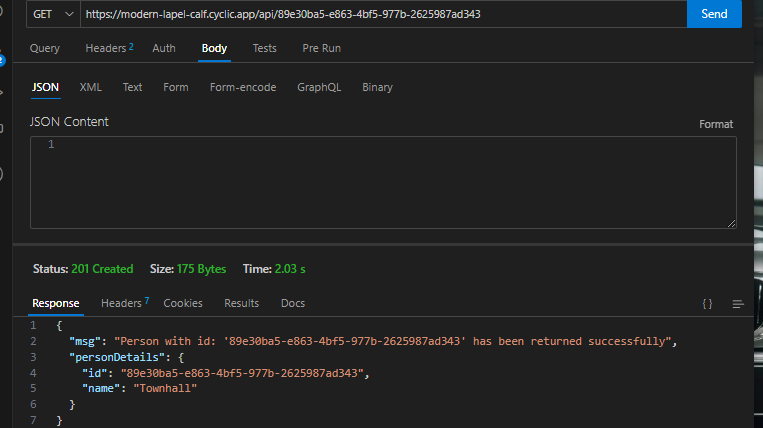 GET https://modern-lapel-calf.cyclic.app/api/89e30ba5-e863-4bf5-977b-2625987ad343 Send
Query Headers 2 Auth Body Tests Pre Run
JSON XML Text Form Form-encode GraphQL Binary
JSON Content Format
1
Status: 201 Created Size: 175 Bytes Time: 2.03 s
Response Headers 7 Cookies Results Docs { }
1 {
2 "msg": "Person with id: '89e30ba5-e863-4bf5-977b-2625987ad343' has been returned successfully",
3 "personDetails": {
4 "id": "89e30ba5-e863-4bf5-977b-2625987ad343",
5 "name": "Townhall"
6 }
7 }